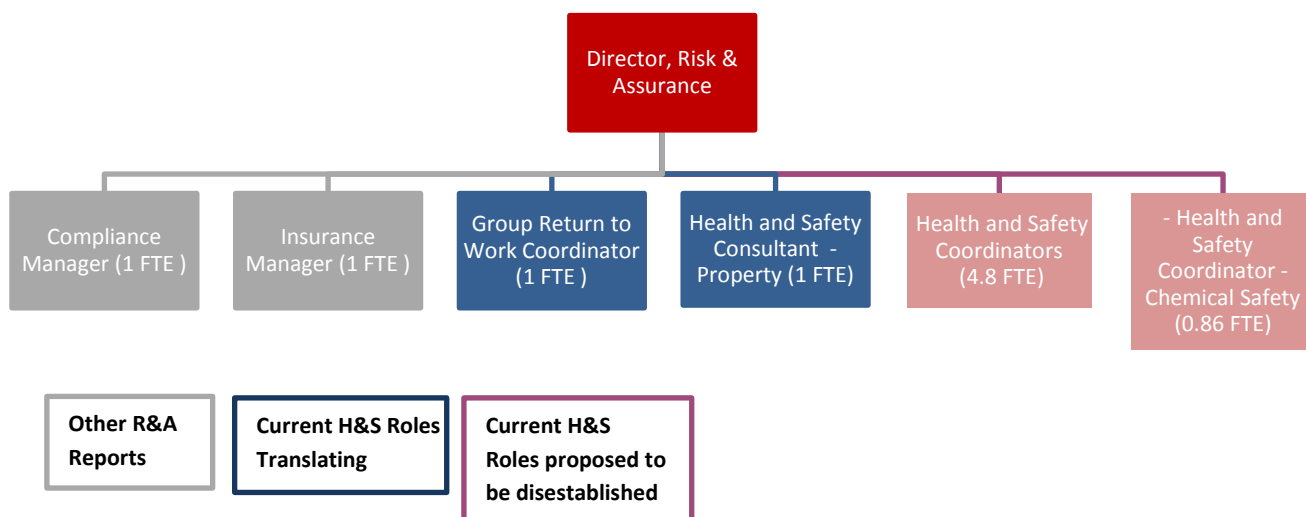 Director, Risk &
Assurance
Compliance
Manager (1 FTE )
Insurance
Manager (1 FTE )
Group Return to
Work Coordinator
(1 FTE )
Health and Safety
Consultant -
Property (1 FTE)
Health and Safety
Coordinators
(4.8 FTE)
- Health and
Safety
Coordinator -
Chemical Safety
(0.86 FTE)
Other R&A
Reports
Current H&S Roles
Translating
Current H&S
Roles proposed to
be disestablished